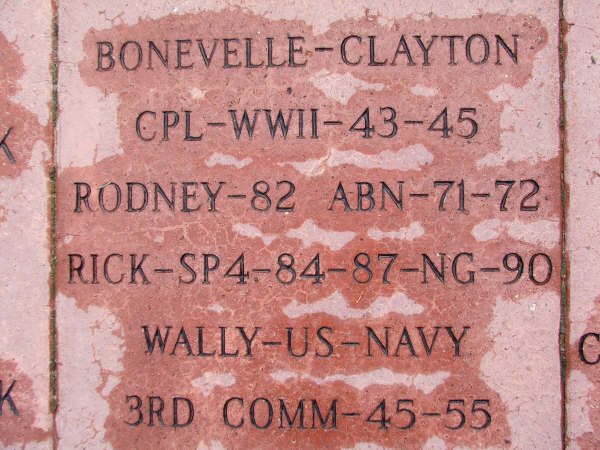 BONEVELLE-CLAYTON
CPL-WWII-43-45
RODNEY-82 ABN-71-72
RICK-SP4-84-87-NG-90
WALLY-US-NAVY
3RD COMM-45-55